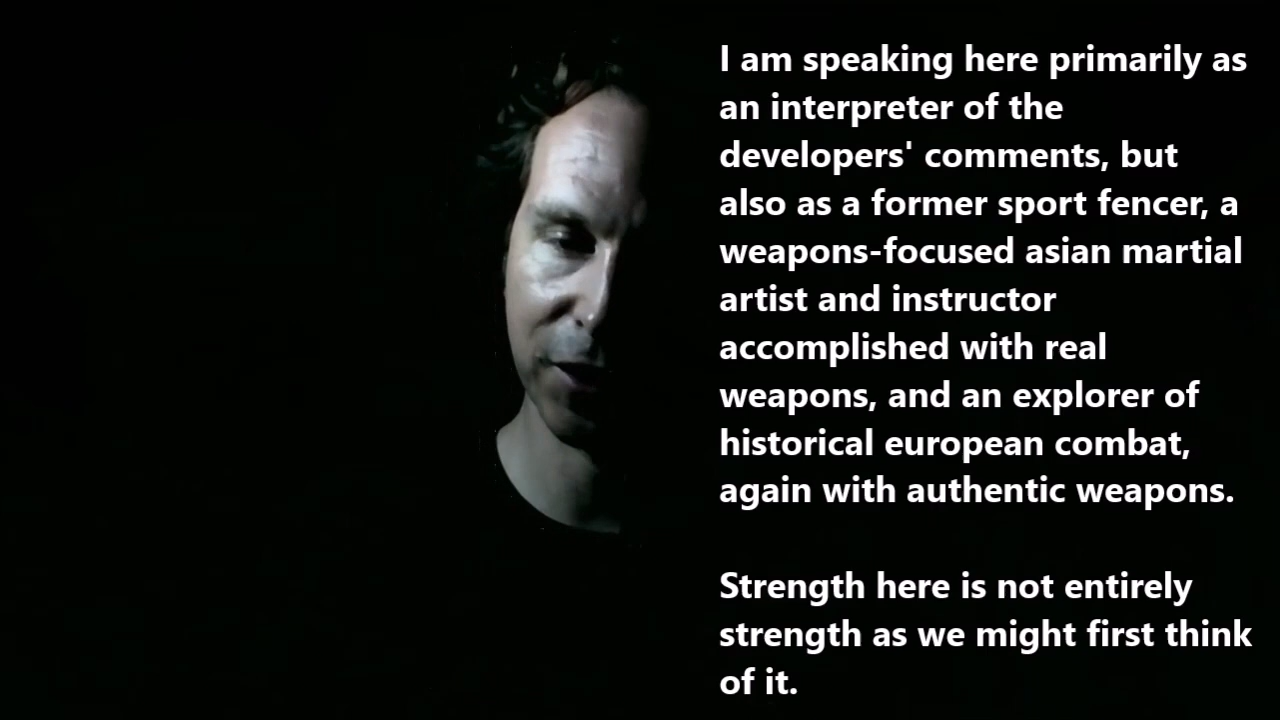 I am speaking here primarily as
an interpreter of the
developers' comments, but
also as a former sport fencer, a
weapons-focused asian martial
artist and instructor
accomplished with real
weapons, and an explorer of
historical european combat,
again with authentic weapons.
Strength here is not entirely
strength as we might first think
of it.